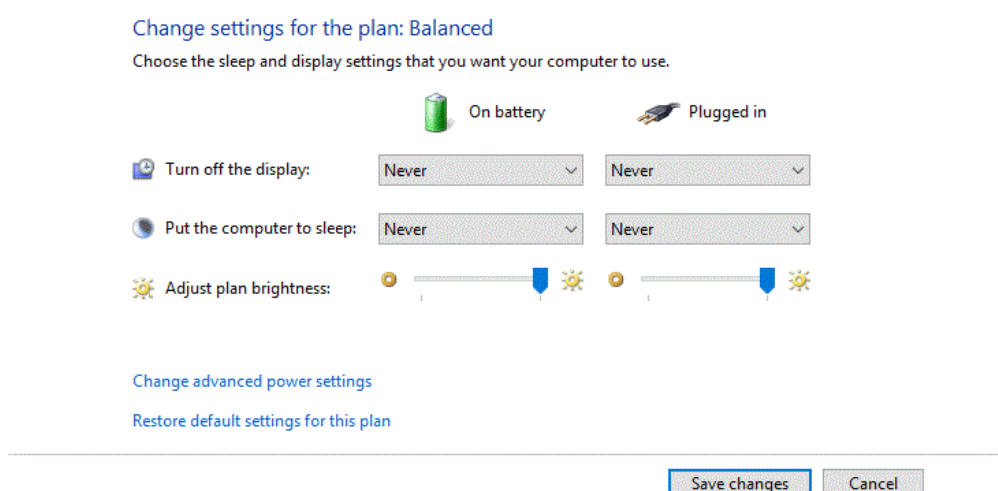 Change settings for the plan: Balanced
Choose the sleep and display settings that you want your computer to use.
On battery Plugged in
Turn off the display: Never Never
Put the computer to sleep: Never Never
Adjust plan brightness:
Change advanced power settings
Restore default settings for this plan
Save changes Cancel